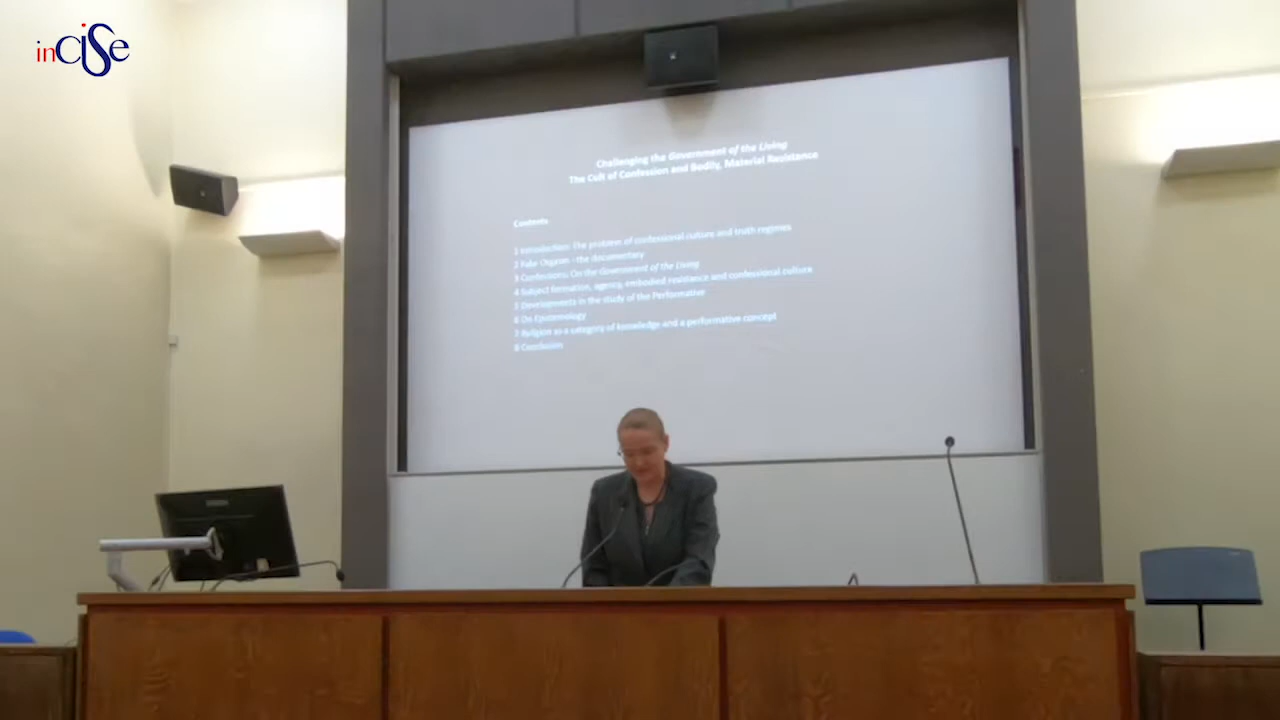 inCiSe
Challenging the Government of the Living
The Cult of Confession and Bodily, Material Resistance
Contents
1 Introduction: The problem of confessional culture and truth regimes
2 Fake Orgasm - the documentary
3 Confessions: On the Government of the Living
4 Subject formation, agency, embodied resistance and confessional culture
5 Developments in the study of the Performative
6 On Epistemology
7 Religion as a category of knowledge and a performative concept
8 Conclusion